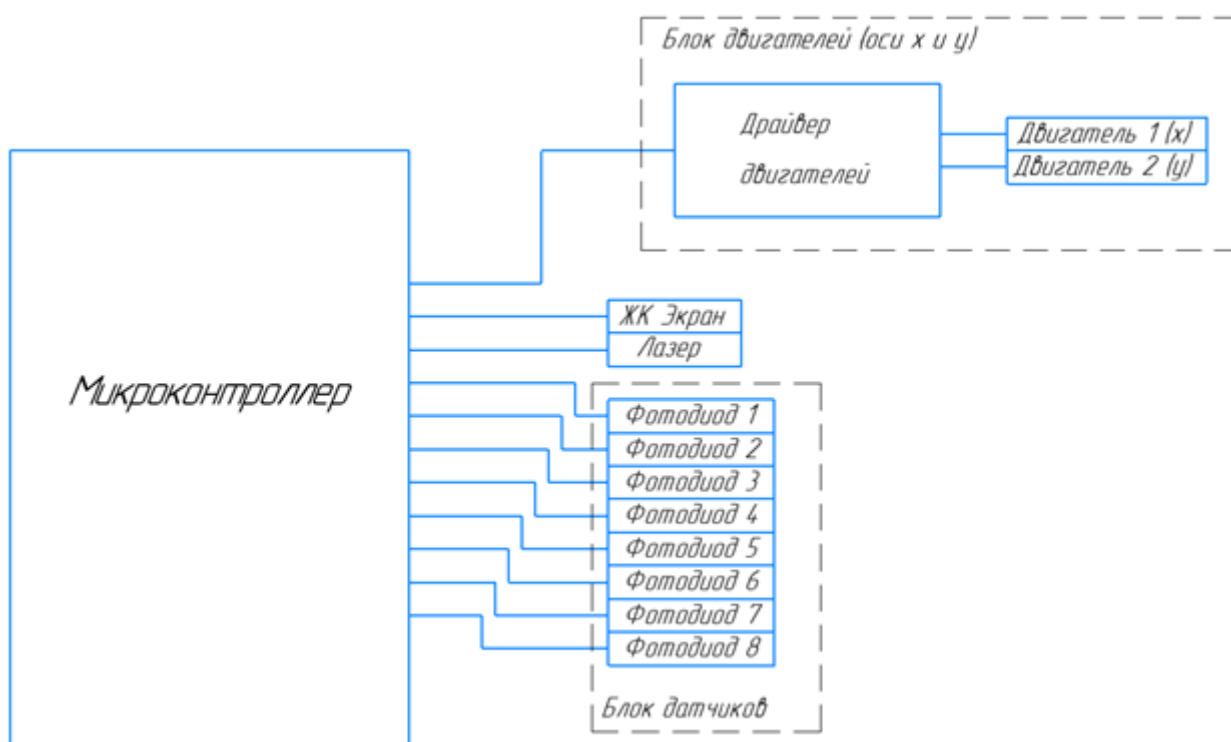 Блок двигателей (оси х и у)
Драйвер
двигателей
Двигатель 1 (х)
Двигатель 2 (у)
Микроконтроллер
ЖК Экран
Лазер
Фотодиод 1
Фотодиод 2
Фотодиод 3
Фотодиод 4
Фотодиод 5
Фотодиод 6
Фотодиод 7
Фотодиод 8
Блок датчиков